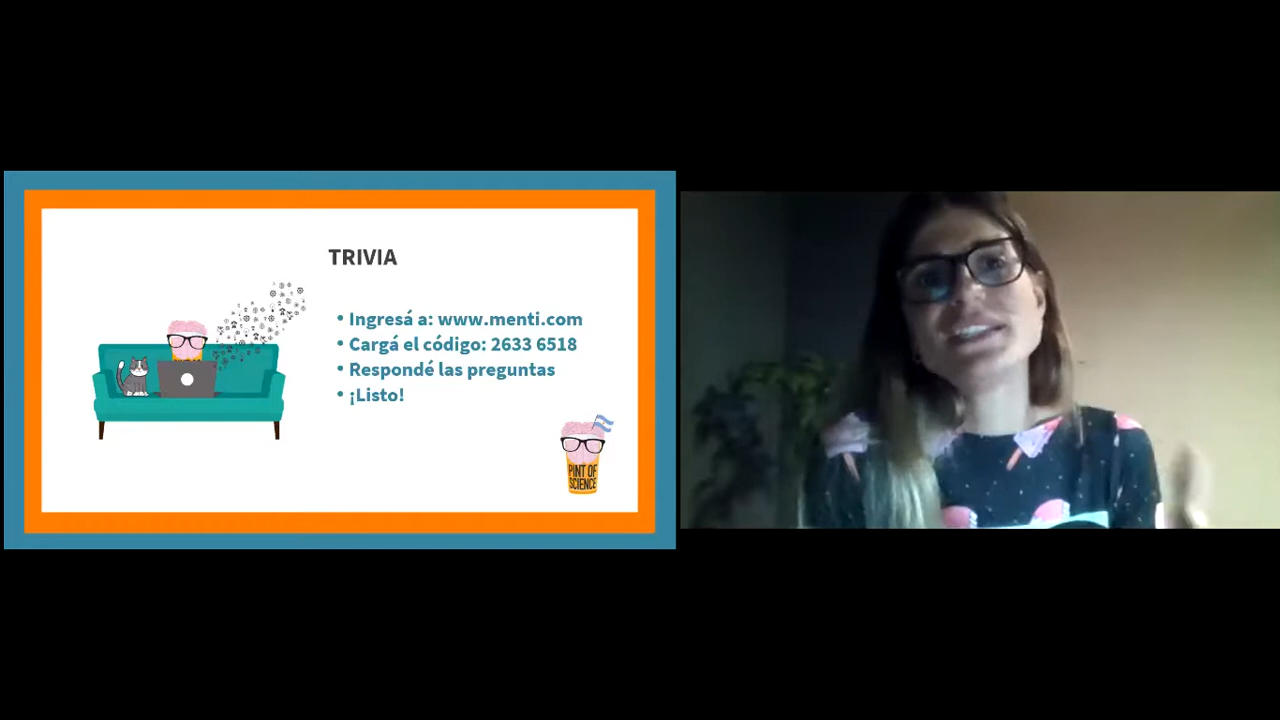 TRIVIA
• Ingresá a: www.menti.com
• Cargá el código: 2633 6518
• Respondé las preguntas
• ¡Listo!
PINT OF
SCIENCE